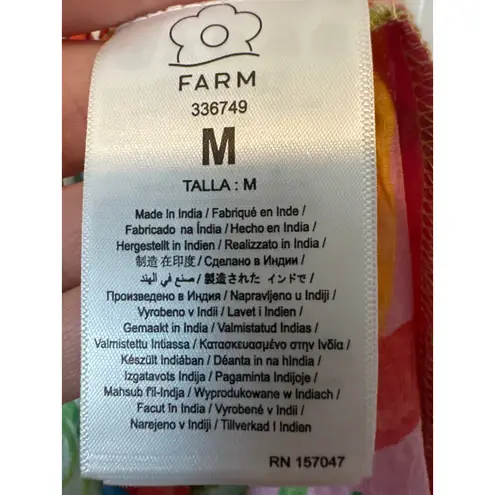 FARM
336749
M
TALLA : M
Made In India / Fabriqué en Inde /
Fabricado na Índia / Hecho en India /
Hergestellt in Indien / Realizzato in India /
制造 在印度 / Сделано в Индии /
صنع في الهند / 製造された インドで /
Произведено в Индия / Napravljeno u Indiji /
Vyrobeno v Indii / Lavet i Indien /
Gemaakt in India / Valmistatud Indias /
Valmistettu Intiassa / Κατασκευασμένο στην Ινδία /
Készült Indiában / Déanta in na hIndia /
Izgatavots Indija / Pagaminta Indijoje /
Mahsub f'il-Indja / Wyprodukowane w Indiach /
Facut în India / Vyrobené v Indii /
Narejeno v Indiji / Tillverkad I Indien
RN 157047